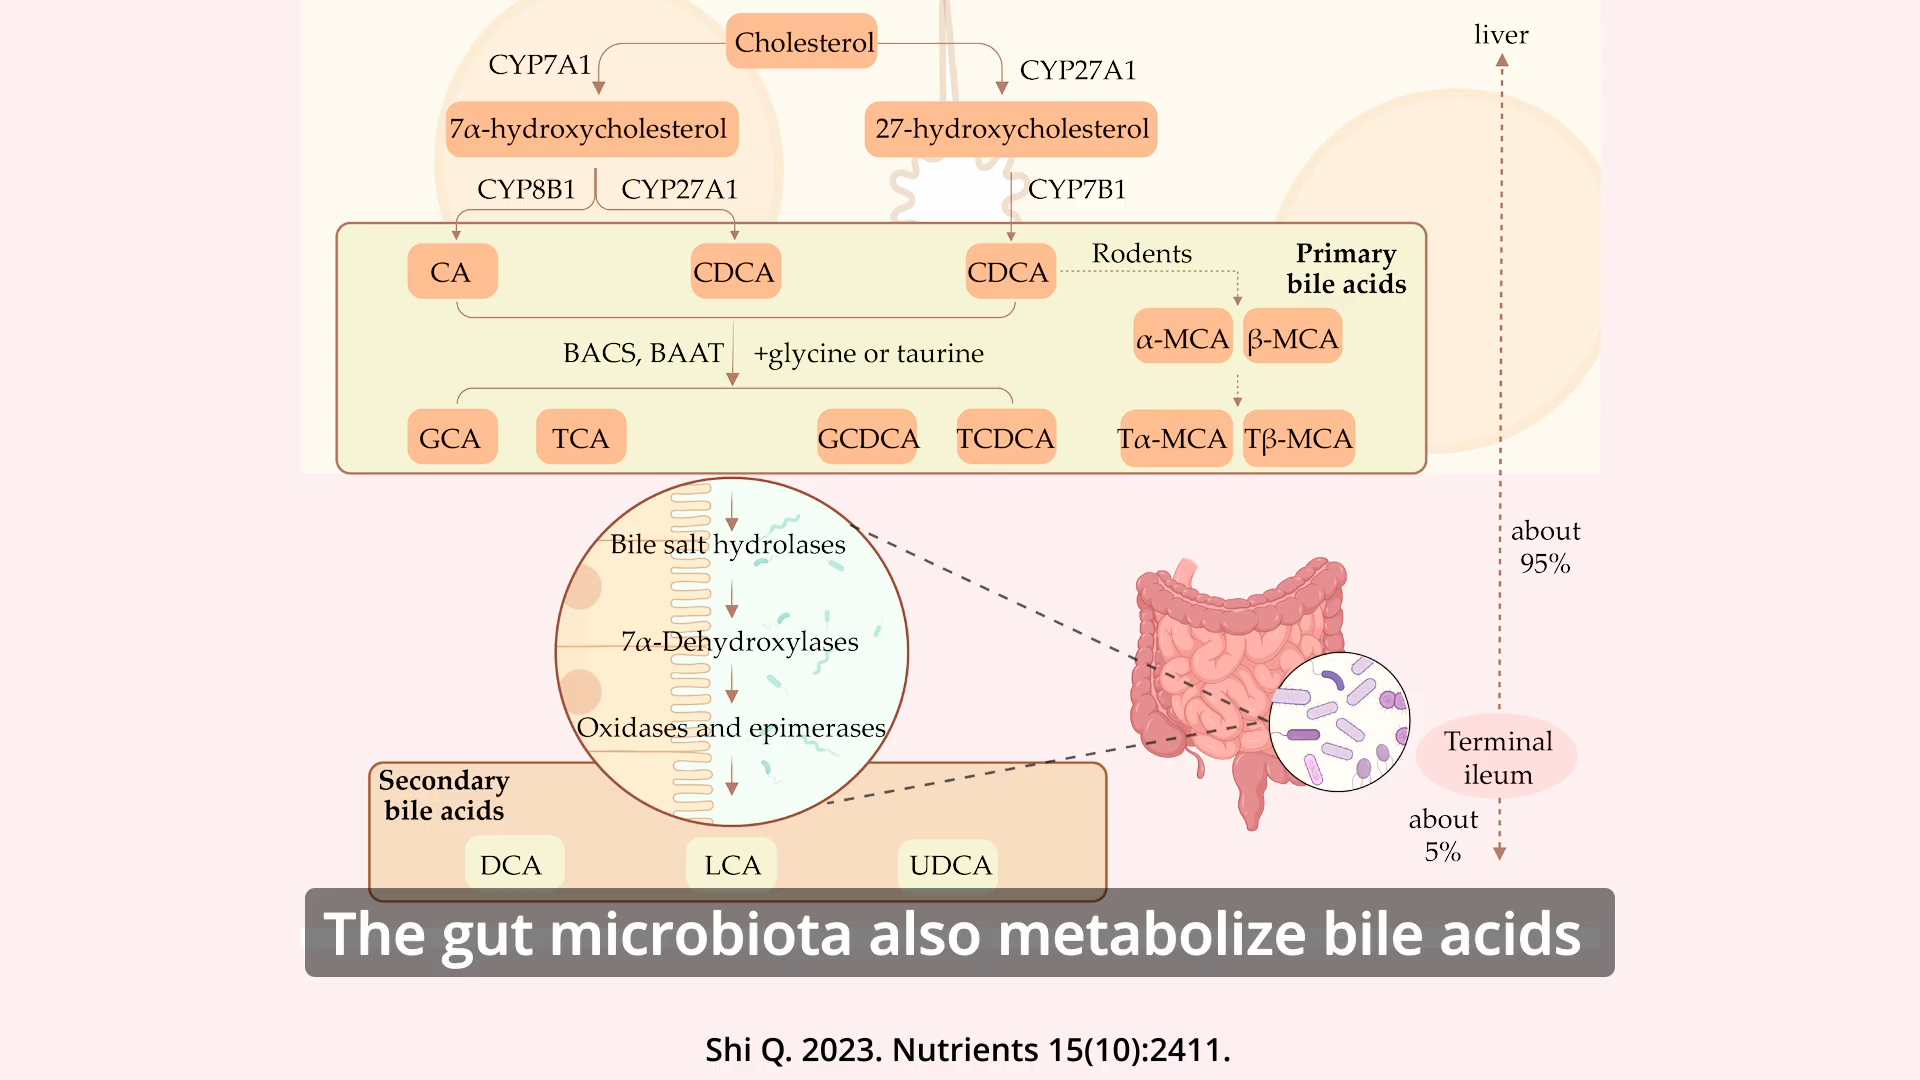 Cholesterol
liver
CYP7A1
CYP27A1
7α-hydroxycholesterol
27-hydroxycholesterol
CYP8B1
CYP27A1
CYP7B1
CA
CDCA
CDCA
Rodents
Primary
bile acids
α-MCA
β-MCA
BACS, BAAT
+glycine or taurine
GCA
TCA
GCDCA
TCDCA
Tα-MCA
Tβ-MCA
Bile salt hydrolases
7α-Dehydroxylases
Oxidases and epimerases
about
95%
Terminal
ileum
about
5%
Secondary
bile acids
DCA
LCA
UDCA
The gut microbiota also metabolize bile acids
Shi Q. 2023. Nutrients 15(10):2411.